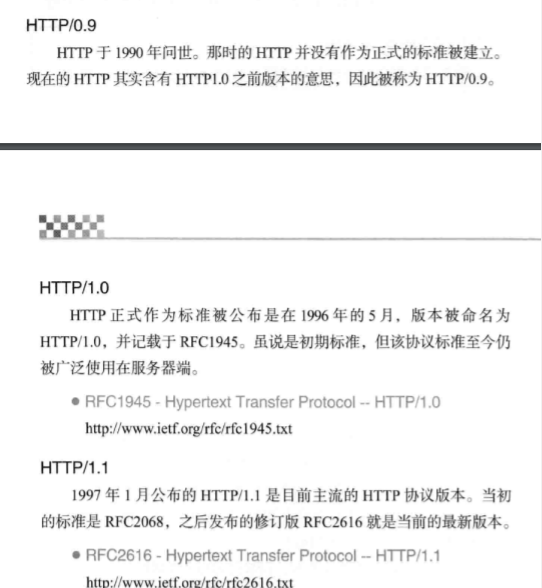 HTTP/0.9
HTTP 于 1990 年问世。那时的 HTTP 并没有作为正式的标准被建立。
现在的 HTTP 其实含有 HTTP1.0 之前版本的意思，因此被称为 HTTP/0.9。
HTTP/1.0
HTTP 正式作为标准被公布是在 1996 年的 5 月，版本被命名为
HTTP/1.0，并记载于 RFC1945。虽说是初期标准，但该协议标准至今仍
被广泛使用在服务器端。
● RFC1945 - Hypertext Transfer Protocol -- HTTP/1.0
http://www.ietf.org/rfc/rfc1945.txt
HTTP/1.1
1997 年 1 月公布的 HTTP/1.1 是目前主流的 HTTP 协议版本。当初
的标准是 RFC2068，之后发布的修订版 RFC2616 就是当前的最新版本。
● RFC2616 - Hypertext Transfer Protocol -- HTTP/1.1
http://www.ietf.org/rfc/rfc2616.txt